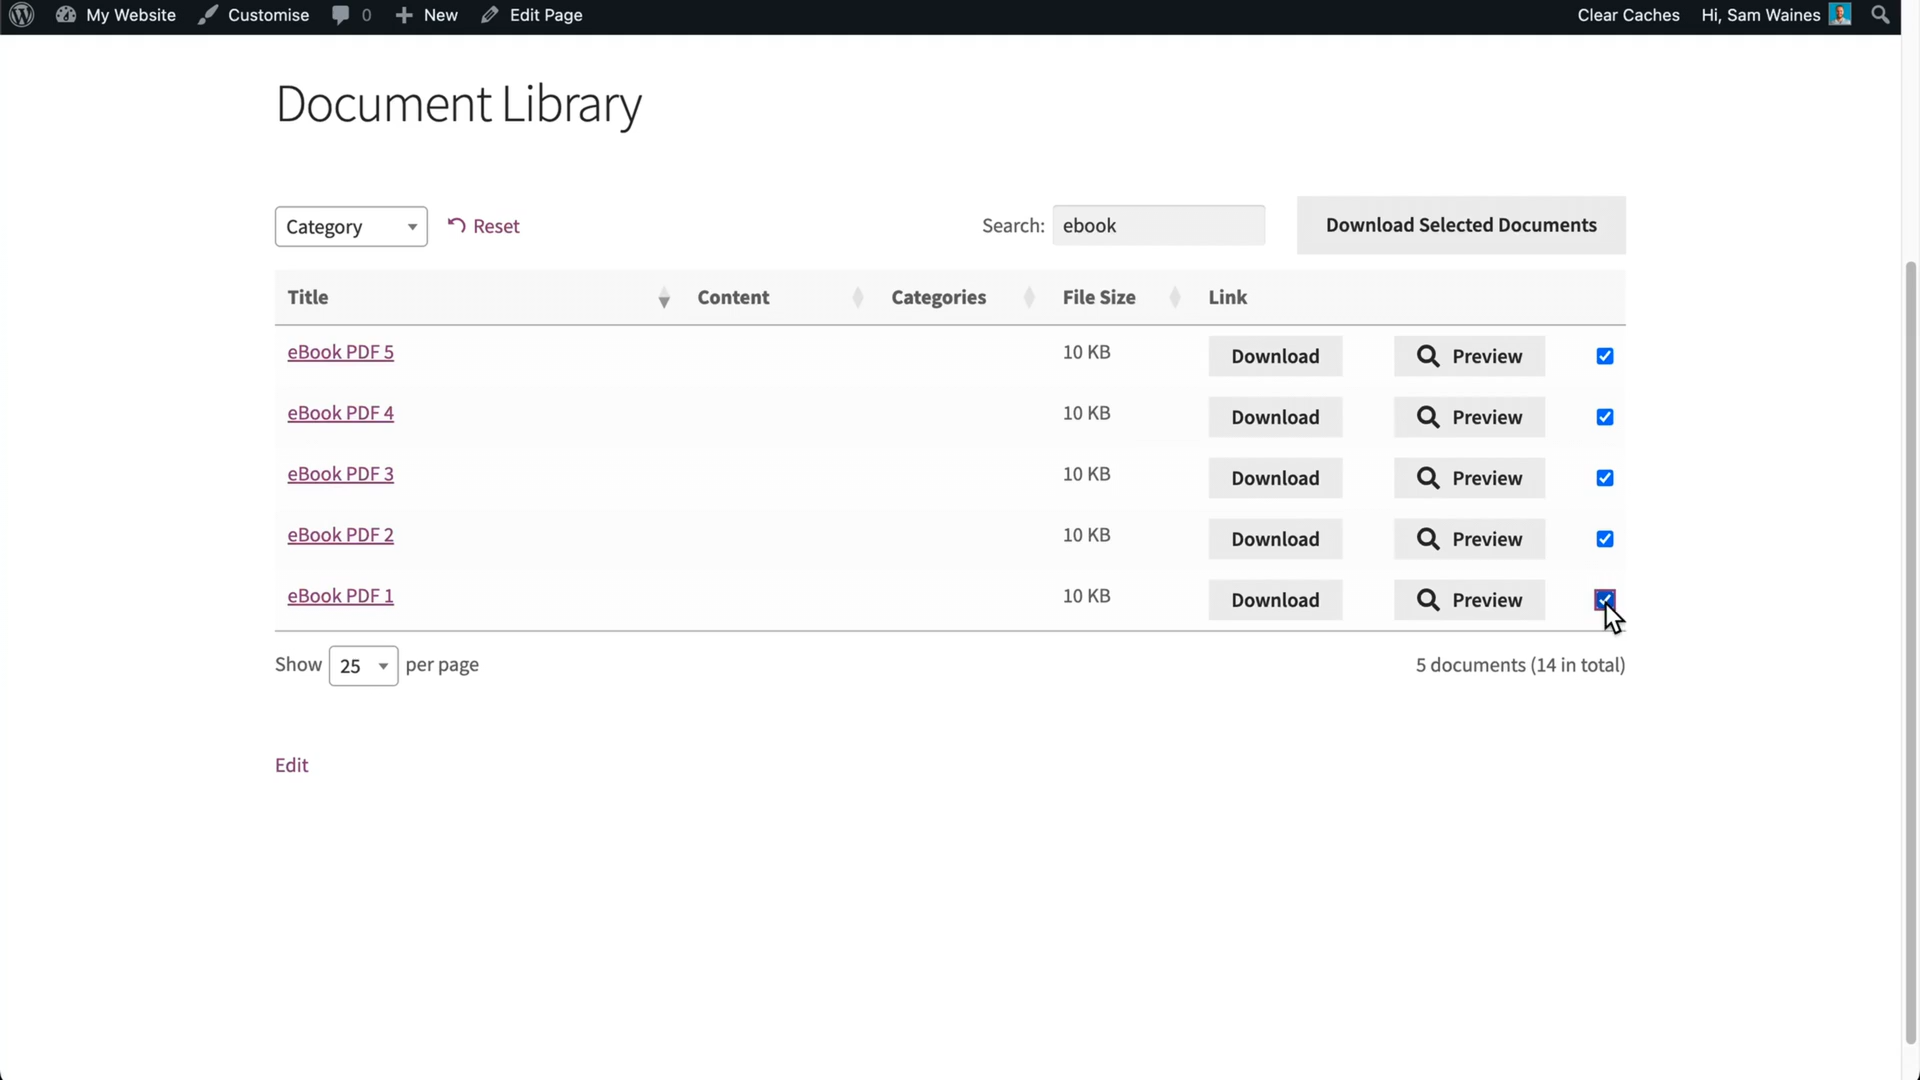 My Website Customise 0 New Edit Page Clear Caches Hi, Sam Waines
Document Library
Category Reset Search: ebook Download Selected Documents
Title Content Categories File Size Link
eBook PDF 5 10 KB Download Preview
eBook PDF 4 10 KB Download Preview
eBook PDF 3 10 KB Download Preview
eBook PDF 2 10 KB Download Preview
eBook PDF 1 10 KB Download Preview
Show 25 per page 5 documents (14 in total)
Edit